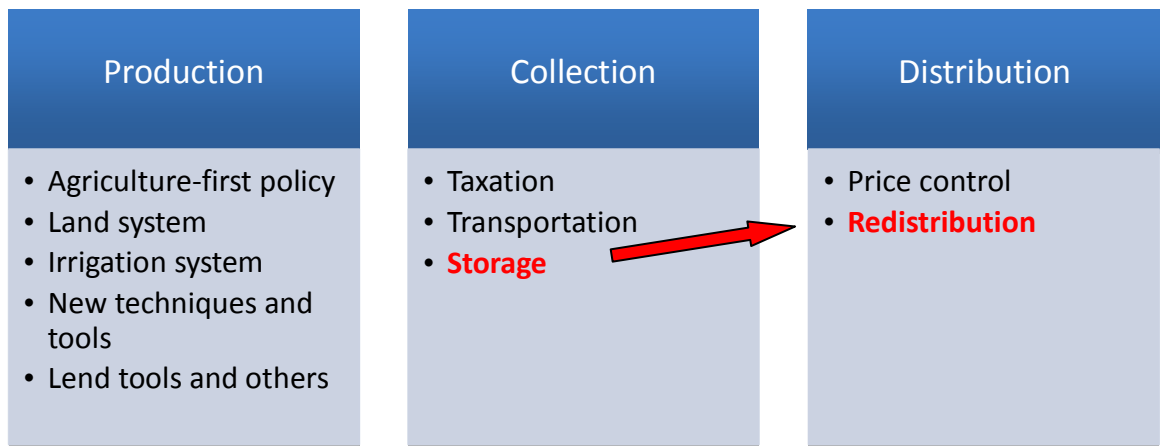 Production
• Agriculture-first policy
• Land system
• Irrigation system
• New techniques and
tools
• Lend tools and others
Collection
• Taxation
• Transportation
• Storage
Distribution
• Price control
• Redistribution